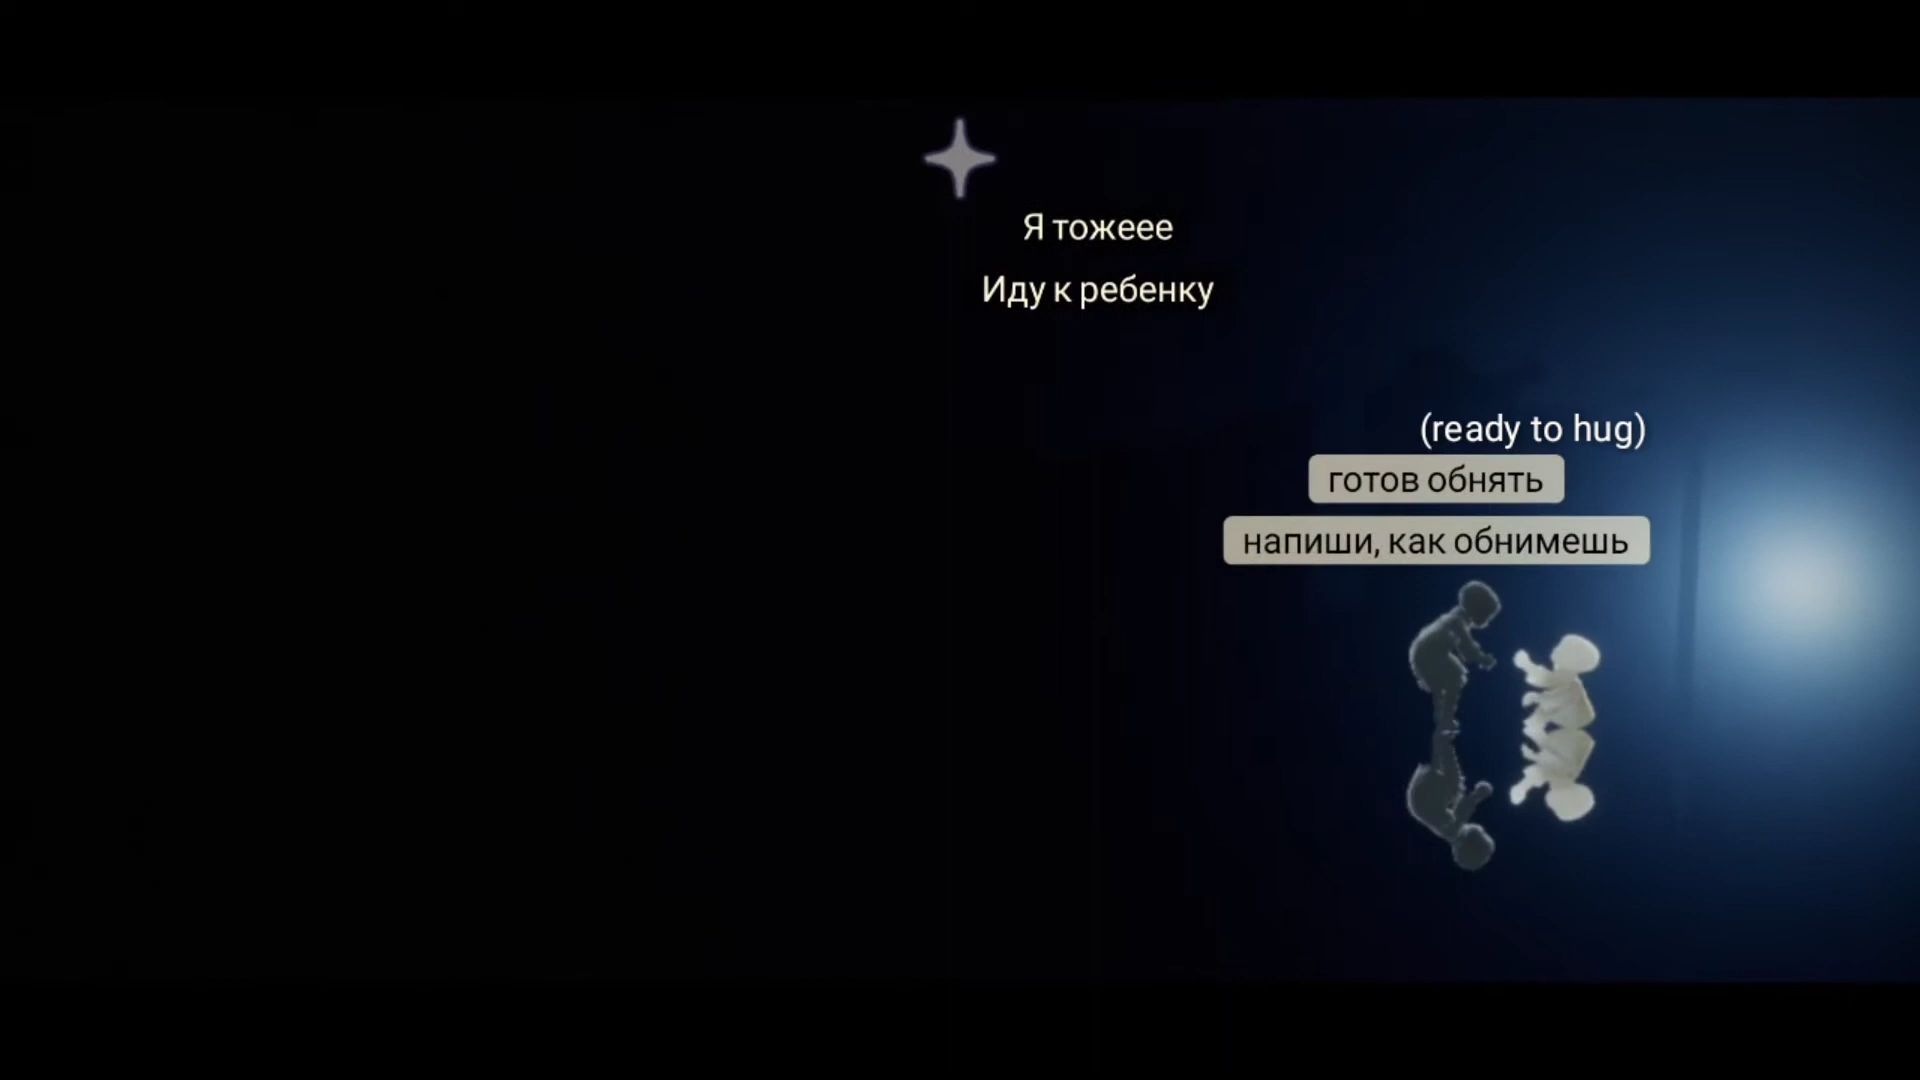 Я тожеее
Иду к ребенку
(ready to hug)
готов обнять
напиши, как обнимешь